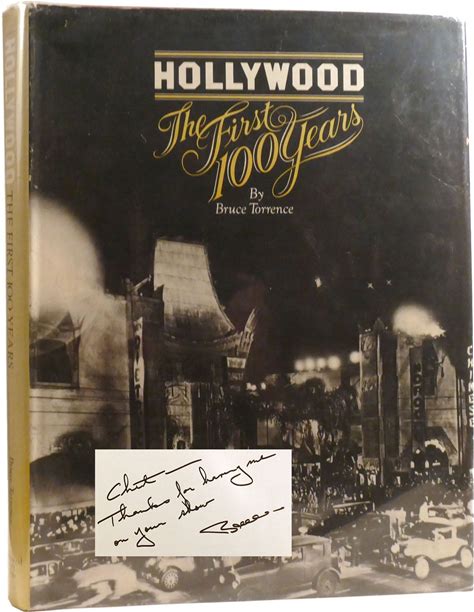 HOLLYWOOD
The First
100 Years
By
Bruce Torrence
HOLLYWOOD THE FIRST 100 YEARS
Chet —
Thanks for having me
on your show